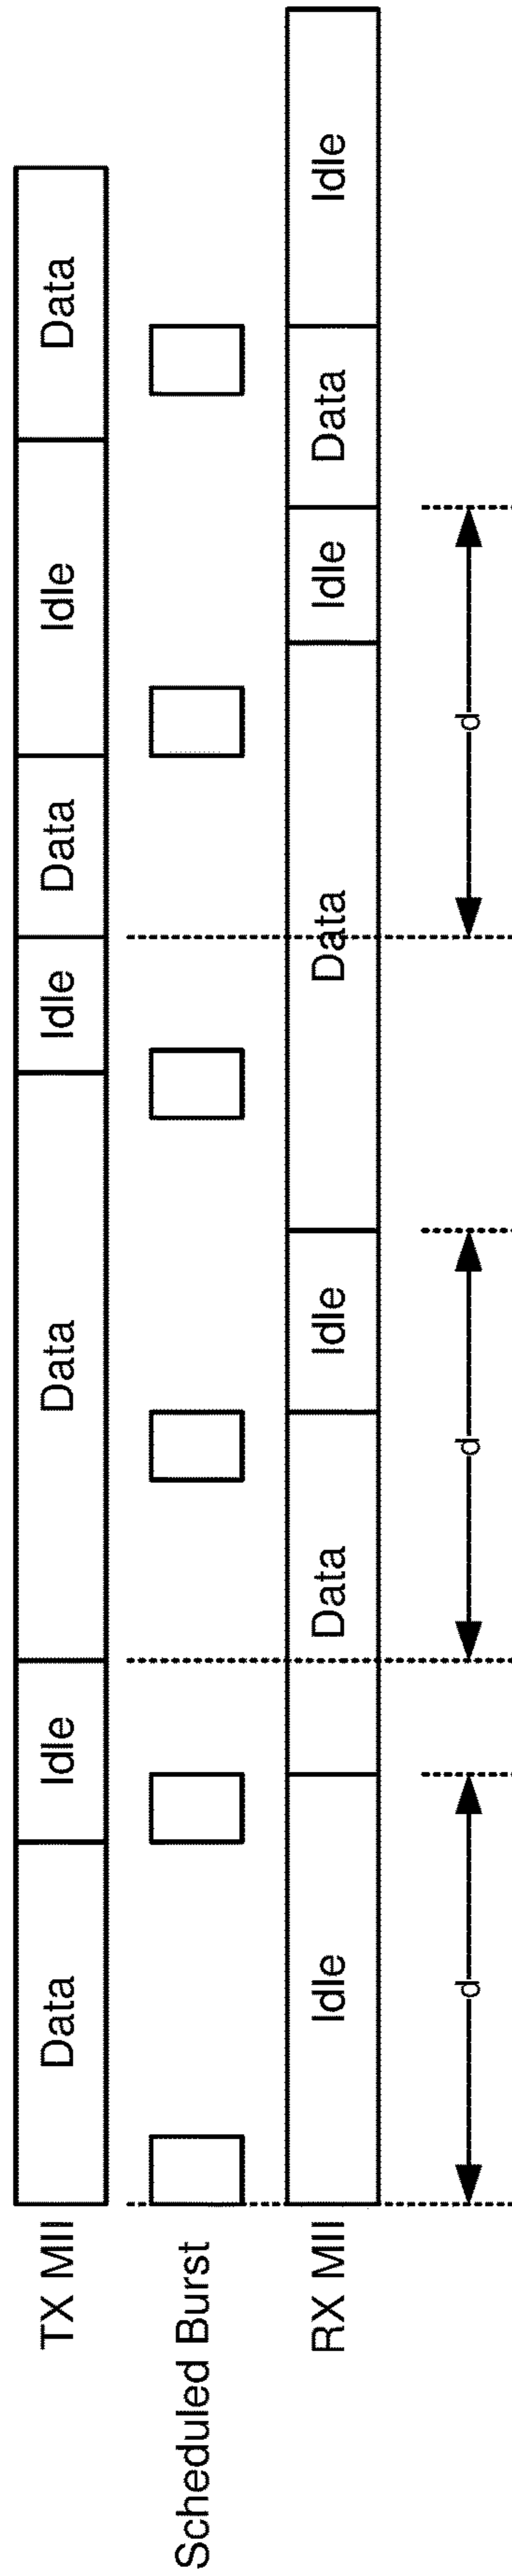 TX MII
Data
Idle
Data
Idle
Data
Idle
Data
Scheduled Burst
RX MII
Idle
Data
Idle
Data
Idle
Data
Idle
d
d
d